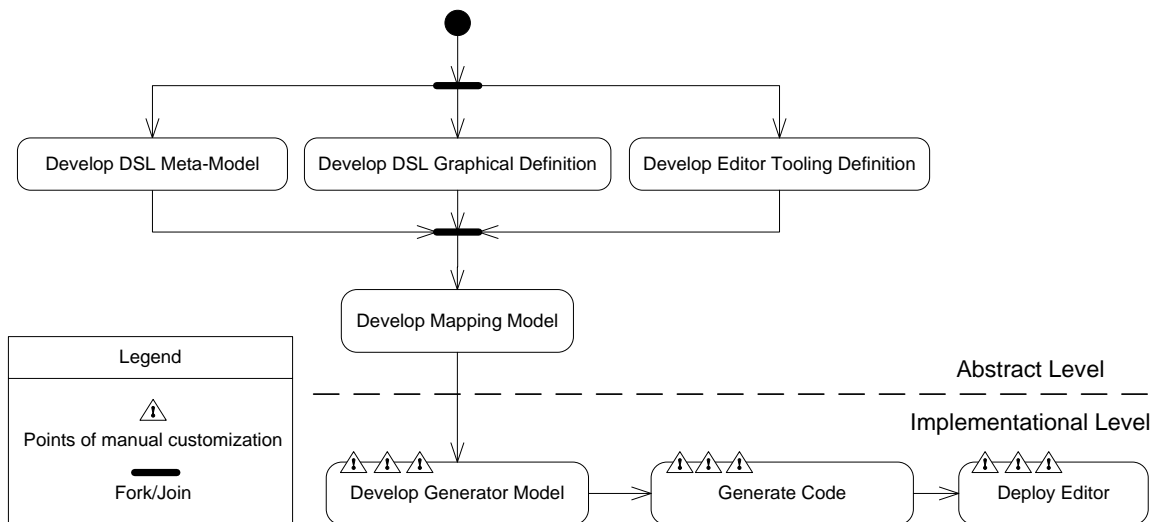 Develop DSL Meta-Model
Develop DSL Graphical Definition
Develop Editor Tooling Definition
Develop Mapping Model
Legend
Points of manual customization
Fork/Join
Abstract Level
Implementational Level
Develop Generator Model
Generate Code
Deploy Editor